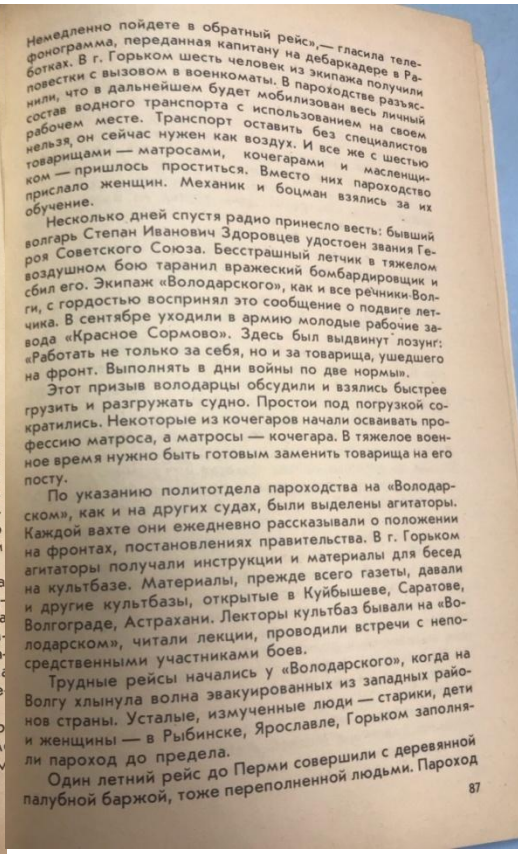 Немедленно пойдете в обратный рейс»,— гласила теле-
фонограмма, переданная капитану на дебаркадере в Ра-
ботках. В г. Горьком шесть человек из экипажа получили
повестки с вызовом в военкоматы. В пароходстве разъяс-
нили, что в дальнейшем будет мобилизован весь личный
состав водного транспорта с использованием на своем
рабочем месте. Транспорт оставить без специалистов
нельзя, он сейчас нужен как воздух. И все же с шестью
товарищами — матросами, кочегарами и масленщи-
ком — пришлось проститься. Вместо них пароходство
прислало женщин. Механик и боцман взялись за их
обучение.
Несколько дней спустя радио принесло весть: бывший
волгарь Степан Иванович Здоровцев удостоен звания Ге-
роя Советского Союза. Бесстрашный летчик в тяжелом
воздушном бою таранил вражеский бомбардировщик и
сбил его. Экипаж «Володарского», как и все речники Вол-
ги, с гордостью воспринял это сообщение о подвиге лет-
чика. В сентябре уходили в армию молодые рабочие за-
вода «Красное Сормово». Здесь был выдвинут лозунг:
«Работать не только за себя, но и за товарища, ушедшего
на фронт. Выполнять в дни войны по две нормы».
Этот призыв володарцы обсудили и взялись быстрее
грузить и разгружать судно. Простои под погрузкой со-
кратились. Некоторые из кочегаров начали осваивать про-
фессию матроса, а матросы — кочегара. В тяжелое воен-
ное время нужно быть готовым заменить товарища на его
посту.
По указанию политотдела пароходства на «Володар-
ском», как и на других судах, были выделены агитаторы.
Каждой вахте они ежедневно рассказывали о положении
на фронтах, постановлениях правительства. В г. Горьком
агитаторы получали инструкции и материалы для бесед
на культбазе. Материалы, прежде всего газеты, давали
и другие культбазы, открытые в Куйбышеве, Саратове,
Волгограде, Астрахани. Лекторы культбаз бывали на «Во-
лодарском», читали лекции, проводили встречи с непо-
средственными участниками боев.
Трудные рейсы начались у «Володарского», когда на
Волгу хлынула волна эвакуированных из западных райо-
нов страны. Усталые, измученные люди — старики, дети
и женщины — в Рыбинске, Ярославле, Горьком заполня-
ли пароход до предела.
Один летний рейс до Перми совершили с деревянной
палубной баржой, тоже переполненной людьми. Пароход
87